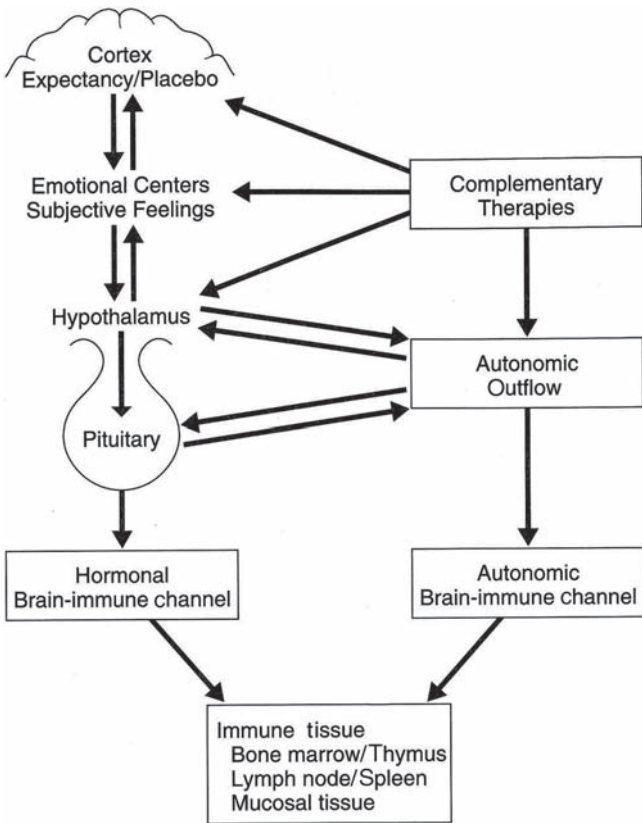 Cortex
Expectancy/Placebo
Emotional Centers
Subjective Feelings
Complementary
Therapies
Hypothalamus
Autonomic
Outflow
Pituitary
Hormonal
Brain-immune channel
Autonomic
Brain-immune channel
Immune tissue
Bone marrow/Thymus
Lymph node/Spleen
Mucosal tissue